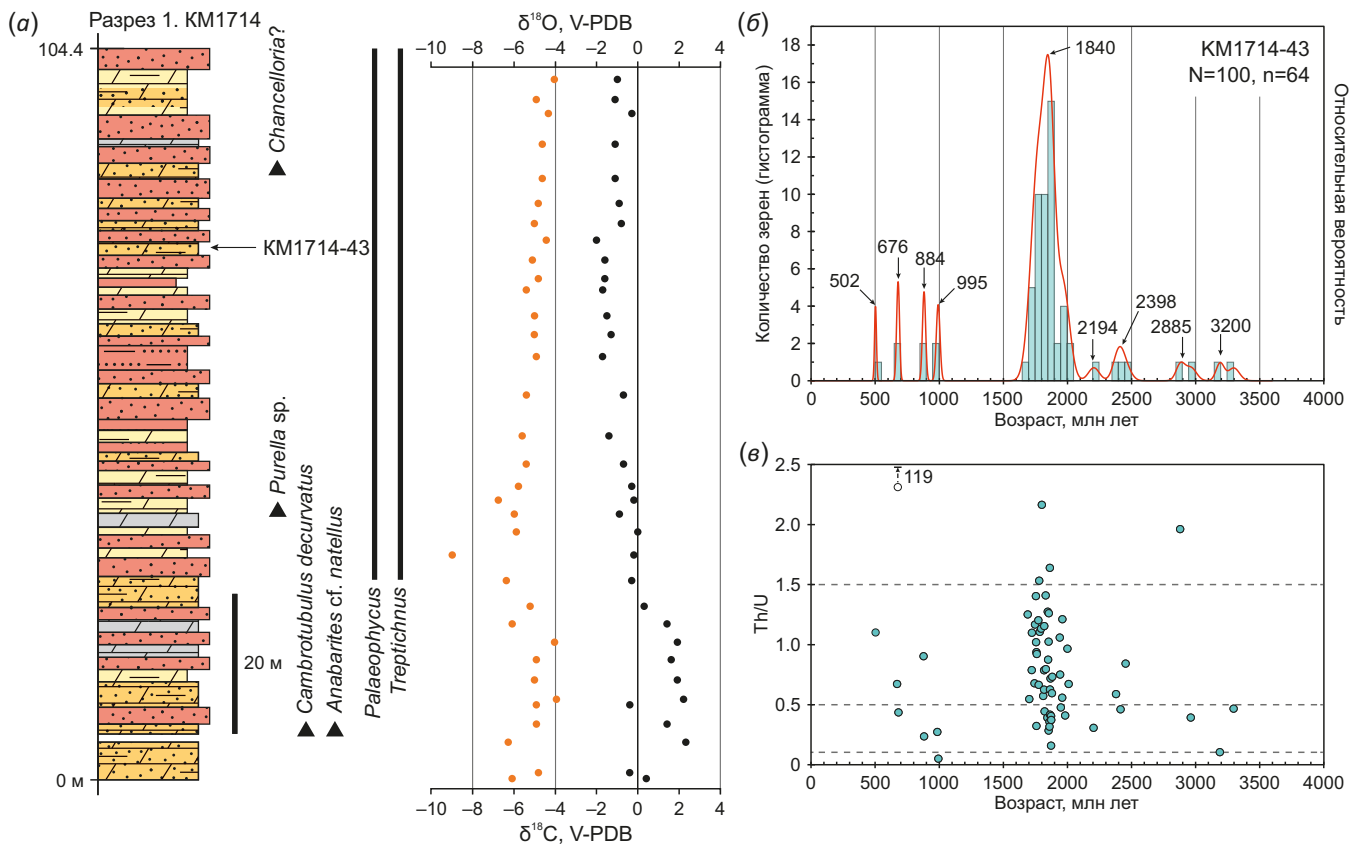 (а)
Разрез 1. КМ1714
104.4
0 м
20 м
КМ1714-43
Chancelloria?
Purella sp.
Cambrotubulus decurvatus
Anabarites cf. natellus
Palaeophycus
Treptichnus
δ¹⁸O, V-PDB
−10 −8 −6 −4 −2 0 2 4
−10 −8 −6 −4 −2 0 2 4
δ¹⁸C, V-PDB
(б)
КМ1714-43
N=100, n=64
Количество зерен (гистограмма)
Относительная вероятность
18
16
14
12
10
8
6
4
2
0
502
676
884
995
1840
2194
2398
2885
3200
0 500 1000 1500 2000 2500 3000 3500 4000
Возраст, млн лет
(в)
Th/U
2.5
2.0
1.5
1.0
0.5
0
119
0 500 1000 1500 2000 2500 3000 3500 4000
Возраст, млн лет